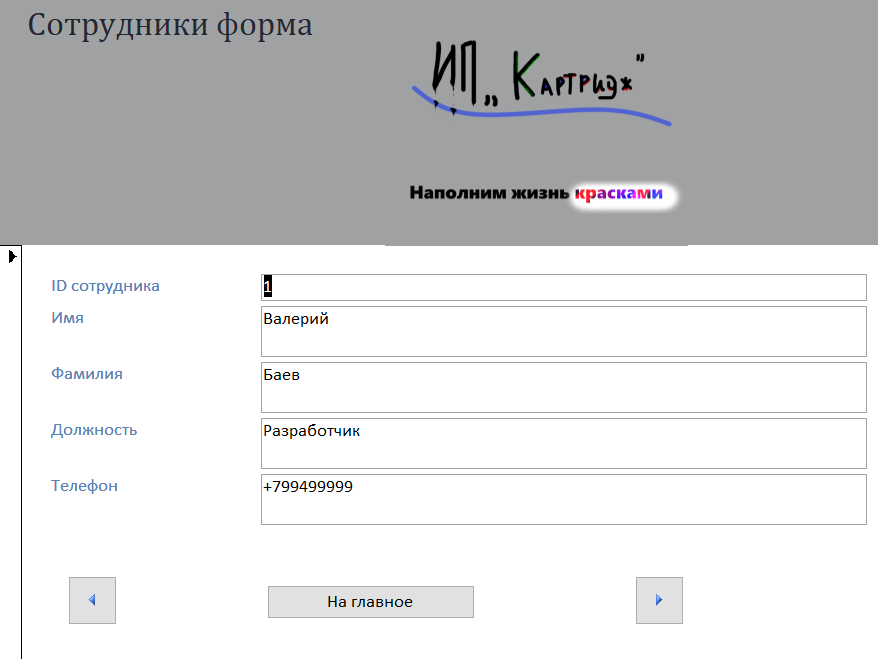 Сотрудники форма
ИП „Картридж"
Наполним жизнь красками
ID сотрудника 1
Имя Валерий
Фамилия Баев
Должность Разработчик
Телефон +799499999
На главное